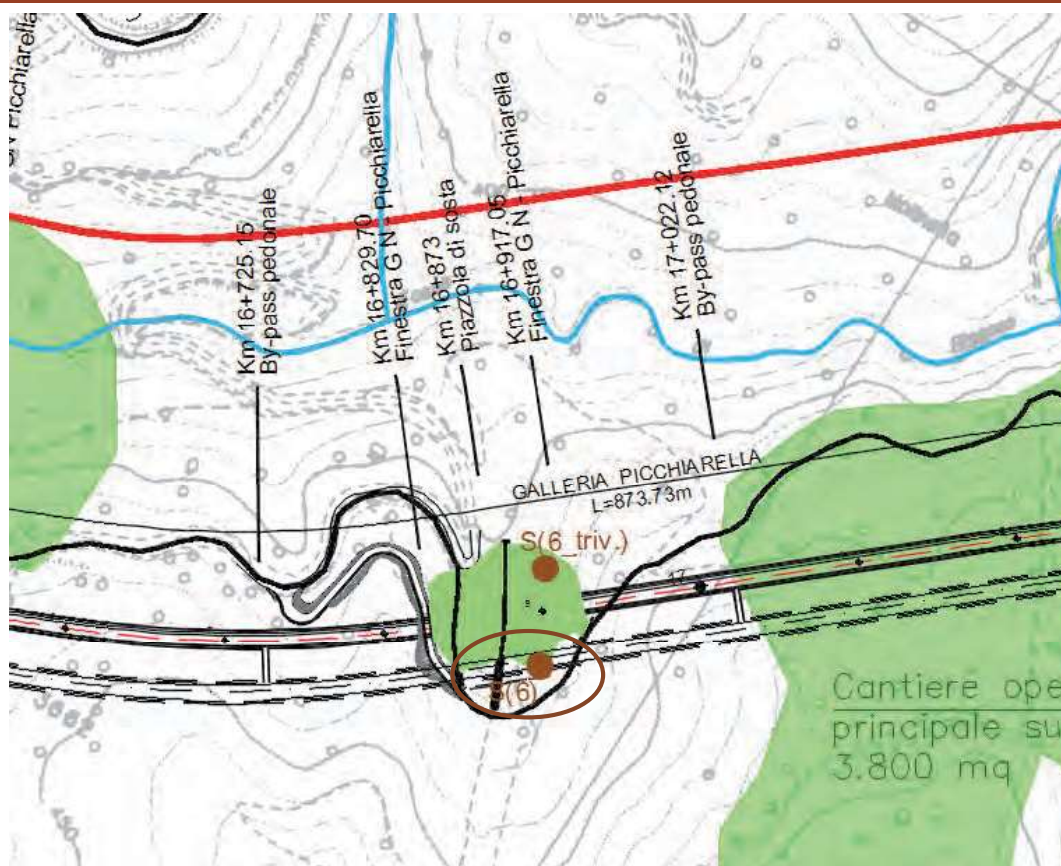 GN Picchiarella
Km 16+725.15
By-pass pedonale
Km 16+829.70
Finestra G N - Picchiarella
Km 16+873
Piazzola di sosta
Km 16+917.05
Finestra G N - Picchiarella
Km 17+022.12
By-pass pedonale
GALLERIA PICCHIARELLA
L=873.73m
S(6_triv.)
17
S(6)
Cantiere ope
principale su
3.800 mq